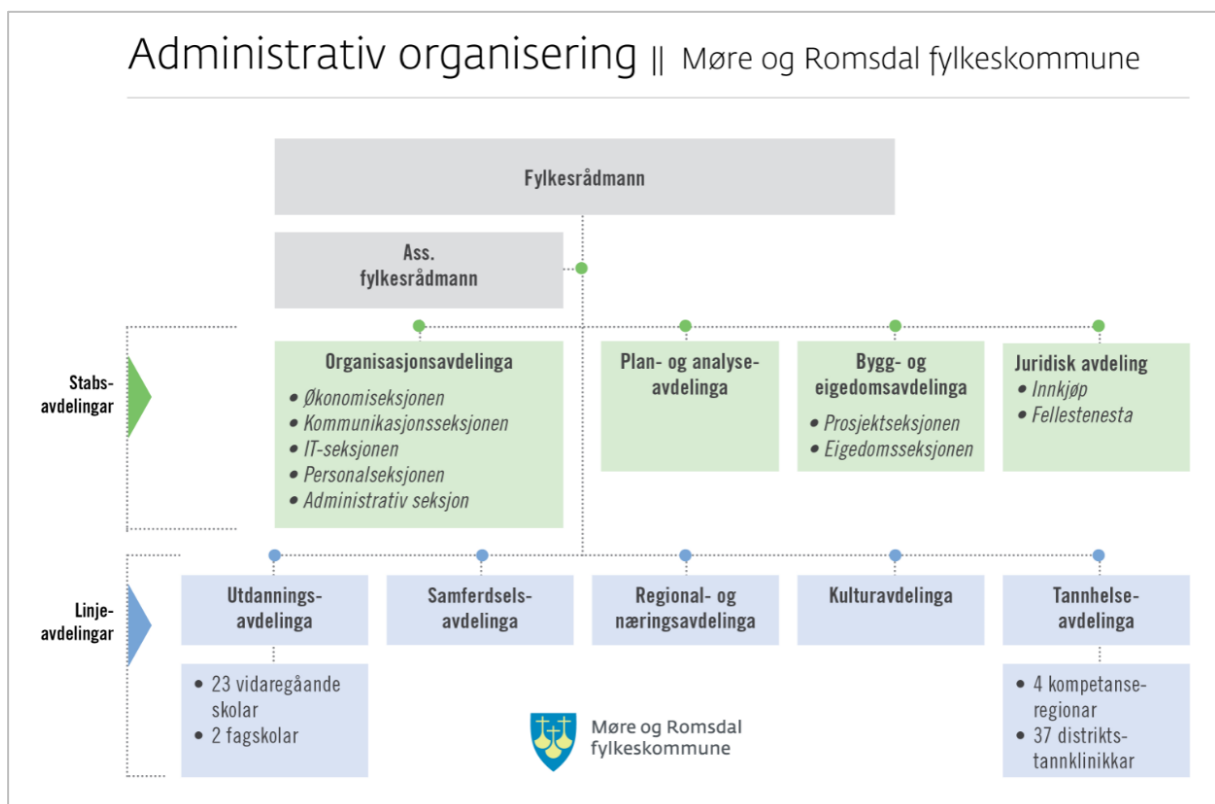 Administrativ organisering || Møre og Romsdal fylkeskommune
Fylkesrådmann
Ass.
fylkesrådmann
Stabs-
avdelingar
Organisasjonsavdelinga
• Økonomiseksjonen
• Kommunikasjonsseksjonen
• IT-seksjonen
• Personalseksjonen
• Administrativ seksjon
Plan- og analyse-
avdelinga
Bygg- og
eigedomsavdelinga
• Prosjektseksjonen
• Eigedomsseksjonen
Juridisk avdeling
• Innkjøp
• Fellestenesta
Linje-
avdelingar
Utdannings-
avdelinga
• 23 vidaregåande
skolar
• 2 fagskolar
Samferdsels-
avdelinga
Regional- og
næringsavdelinga
Kulturavdelinga
Tannhelse-
avdelinga
• 4 kompetanse-
regionar
• 37 distrikts-
tannklinikkar
Møre og Romsdal
fylkeskommune